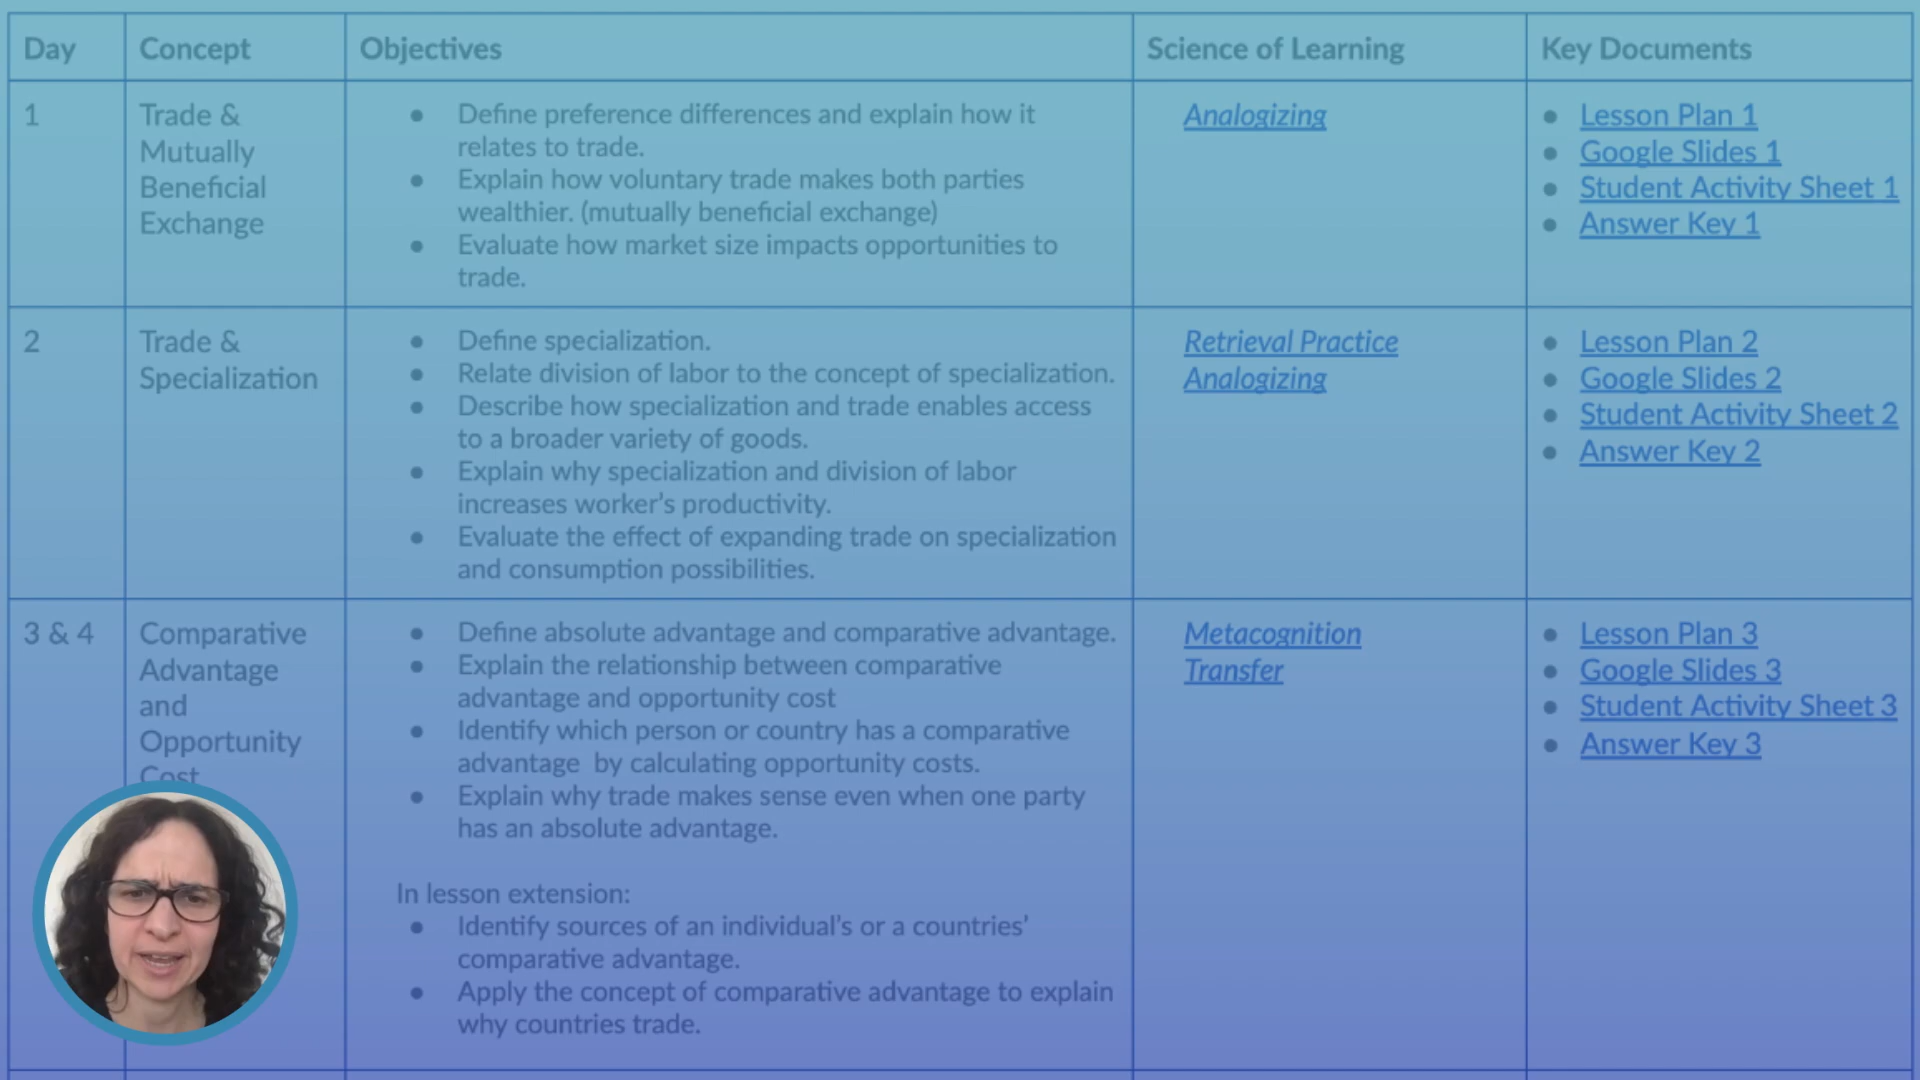 Day
Concept
Objectives
Science of Learning
Key Documents
1
Trade &
Mutually
Beneficial
Exchange
● Define preference differences and explain how it
relates to trade.
● Explain how voluntary trade makes both parties
wealthier. (mutually beneficial exchange)
● Evaluate how market size impacts opportunities to
trade.
Analogizing
● Lesson Plan 1
● Google Slides 1
● Student Activity Sheet 1
● Answer Key 1
2
Trade &
Specialization
● Define specialization.
● Relate division of labor to the concept of specialization.
● Describe how specialization and trade enables access
to a broader variety of goods.
● Explain why specialization and division of labor
increases worker’s productivity.
● Evaluate the effect of expanding trade on specialization
and consumption possibilities.
Retrieval Practice
Analogizing
● Lesson Plan 2
● Google Slides 2
● Student Activity Sheet 2
● Answer Key 2
3 & 4
Comparative
Advantage
and
Opportunity
Cost
● Define absolute advantage and comparative advantage.
● Explain the relationship between comparative
advantage and opportunity cost
● Identify which person or country has a comparative
advantage by calculating opportunity costs.
● Explain why trade makes sense even when one party
has an absolute advantage.
In lesson extension:
● Identify sources of an individual’s or a countries’
comparative advantage.
● Apply the concept of comparative advantage to explain
why countries trade.
Metacognition
Transfer
● Lesson Plan 3
● Google Slides 3
● Student Activity Sheet 3
● Answer Key 3